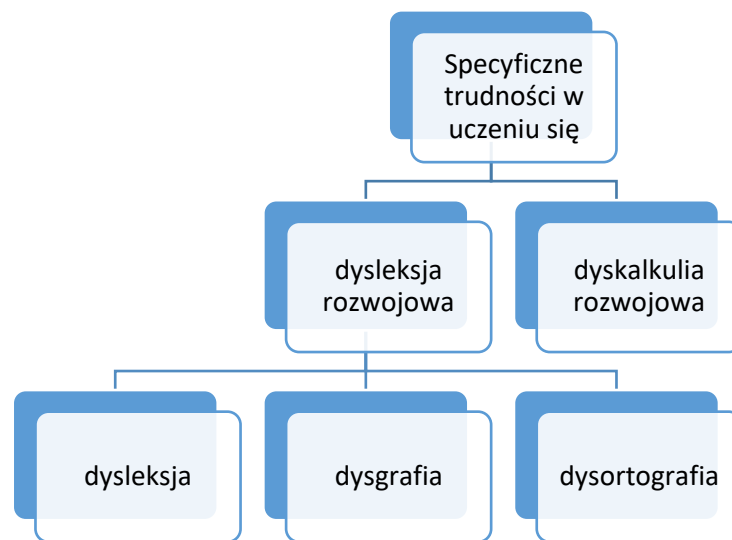 Specyficzne
trudności w
uczeniu się
dysleksja
rozwojowa
dyskalkulia
rozwojowa
dysleksja
dysgrafia
dysortografia